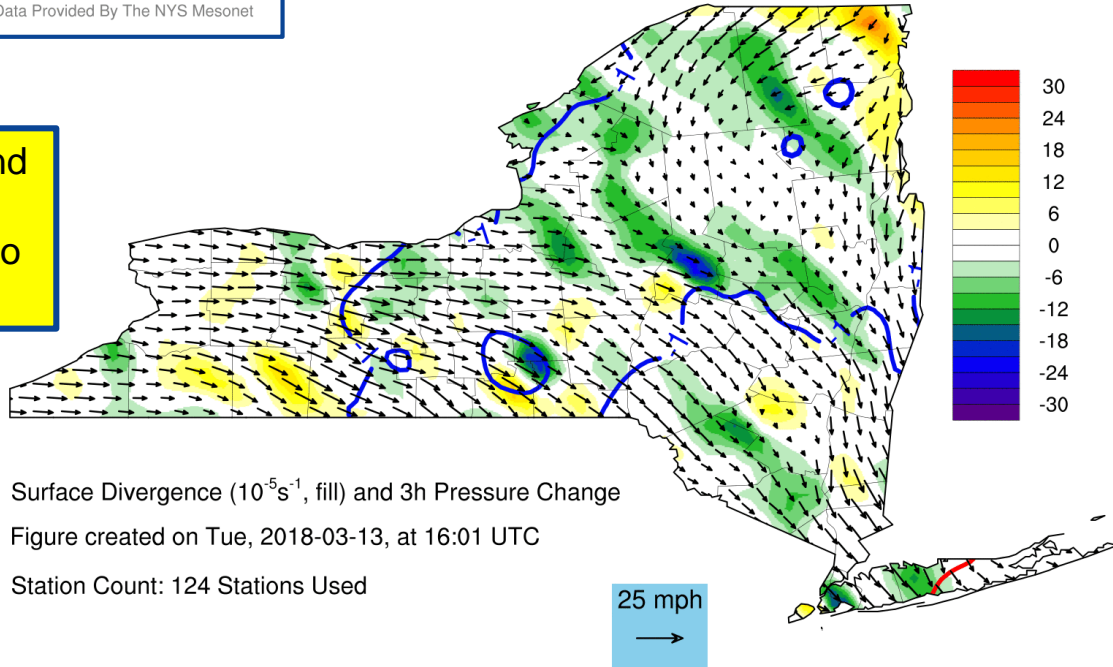 Data Provided By The NYS Mesonet
nd
o
30
24
18
12
6
0
-6
-12
-18
-24
-30
Surface Divergence (10⁻⁵s⁻¹, fill) and 3h Pressure Change
Figure created on Tue, 2018-03-13, at 16:01 UTC
Station Count: 124 Stations Used
25 mph